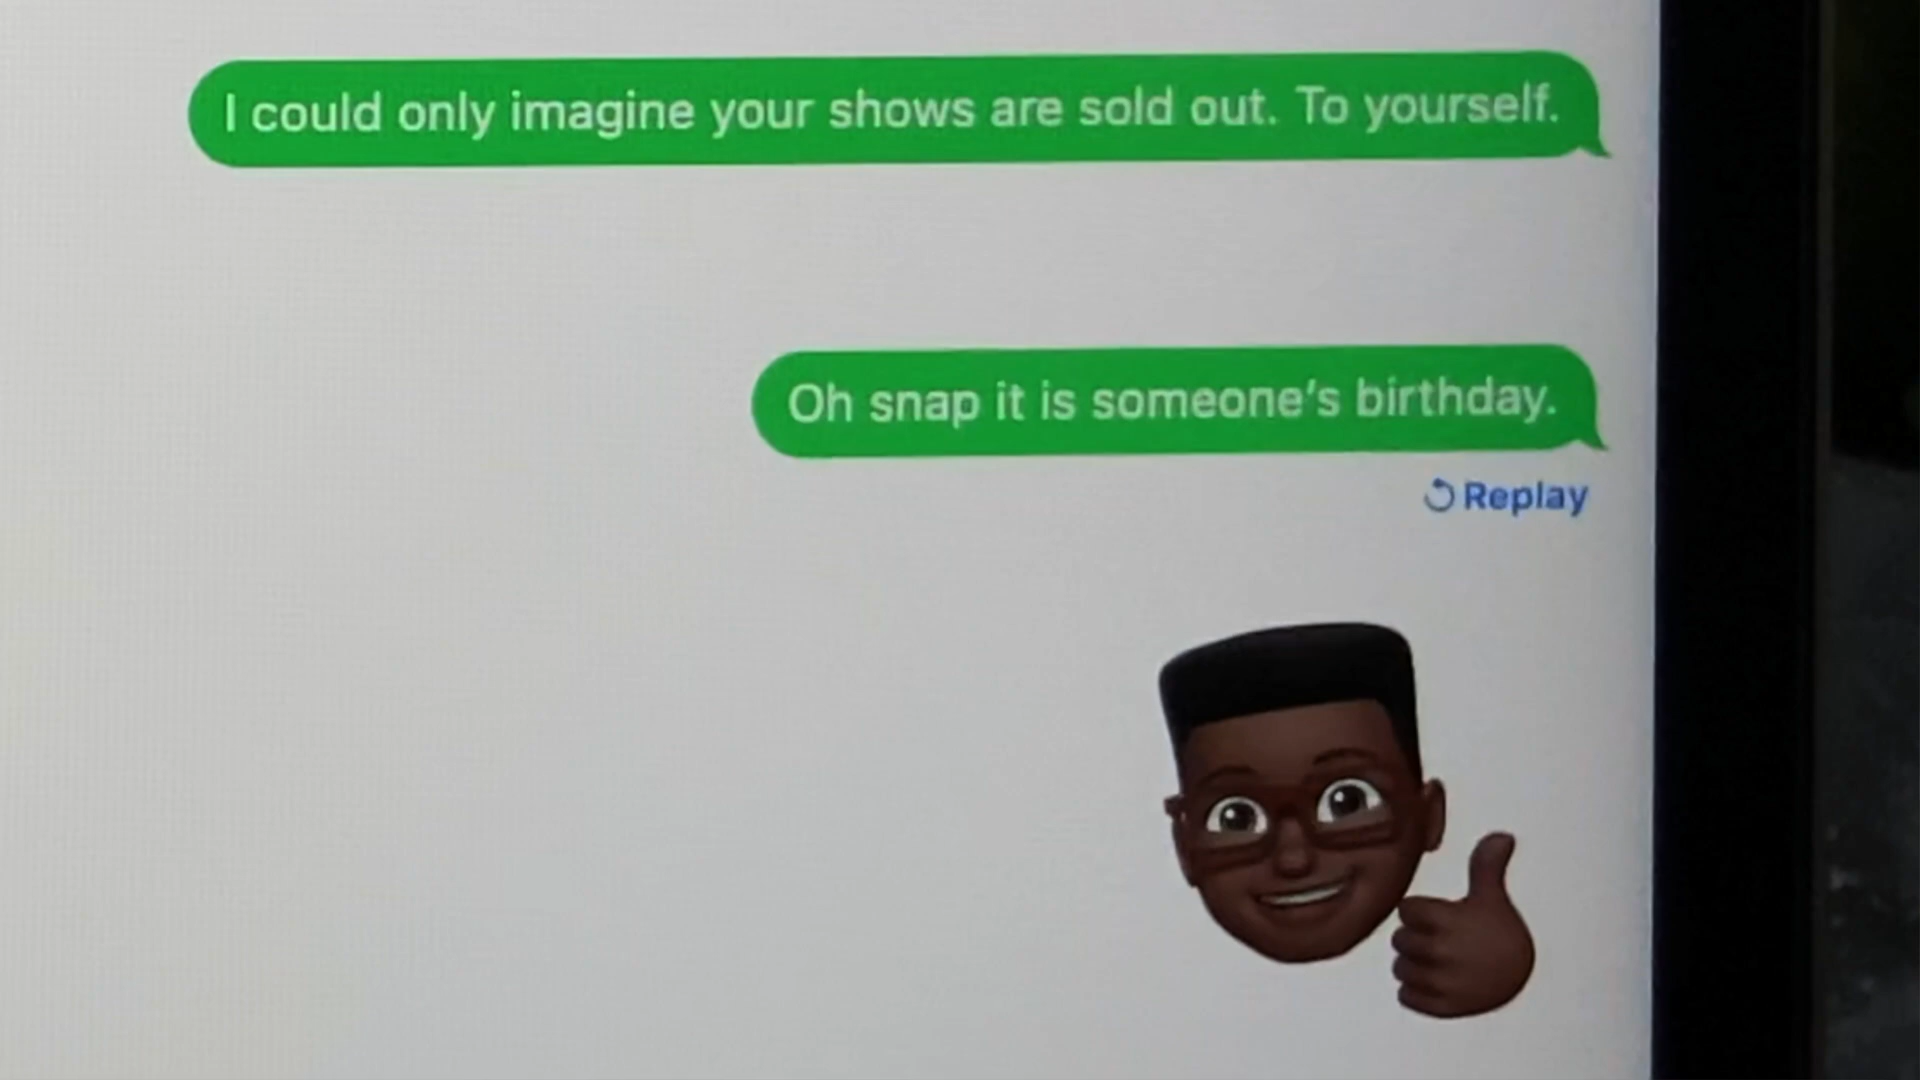 I could only imagine your shows are sold out. To yourself.
Oh snap it is someone's birthday.
Replay